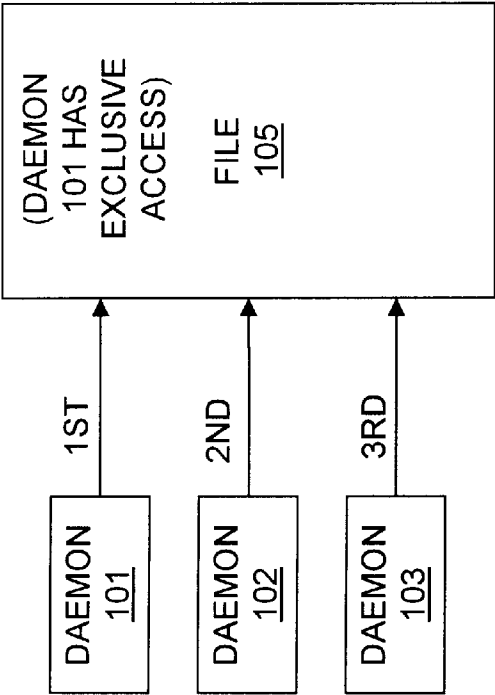 DAEMON
101
1ST
DAEMON
102
2ND
DAEMON
103
3RD
(DAEMON
101 HAS
EXCLUSIVE
ACCESS)
FILE
105